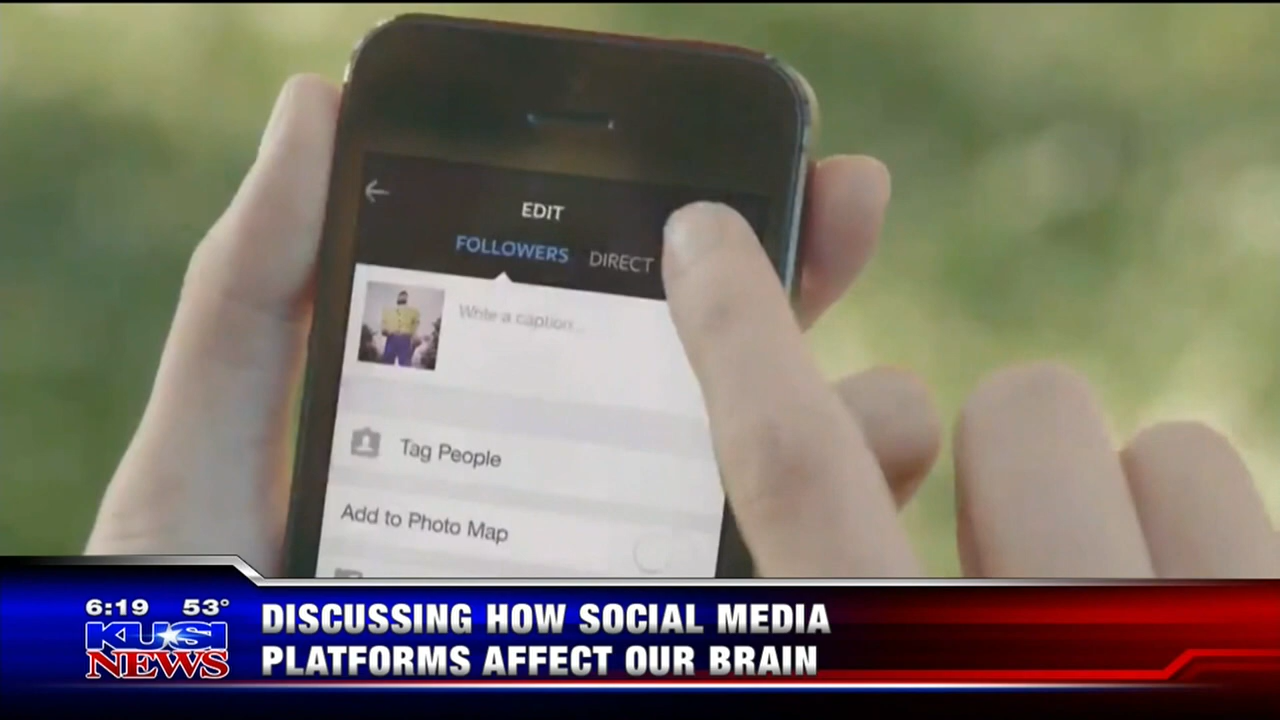 EDIT
FOLLOWERS DIRECT
Write a caption...
Tag People
Add to Photo Map
6:19 53°
KUSI
NEWS
DISCUSSING HOW SOCIAL MEDIA
PLATFORMS AFFECT OUR BRAIN